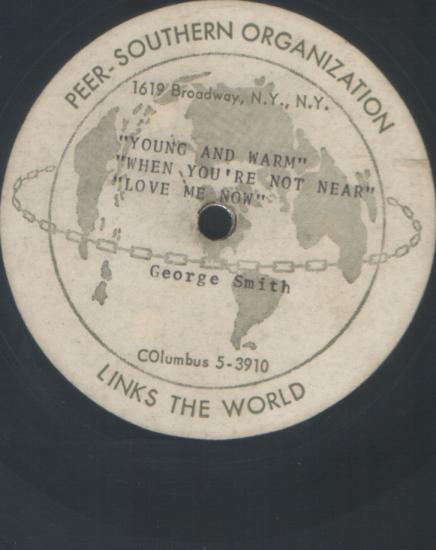 PEER-SOUTHERN ORGANIZATION
1619 Broadway, N.Y., N.Y.
"YOUNG AND WARM"
"WHEN YOU'RE NOT NEAR"
"LOVE ME NOW"
George Smith
COlumbus 5-3910
LINKS THE WORLD